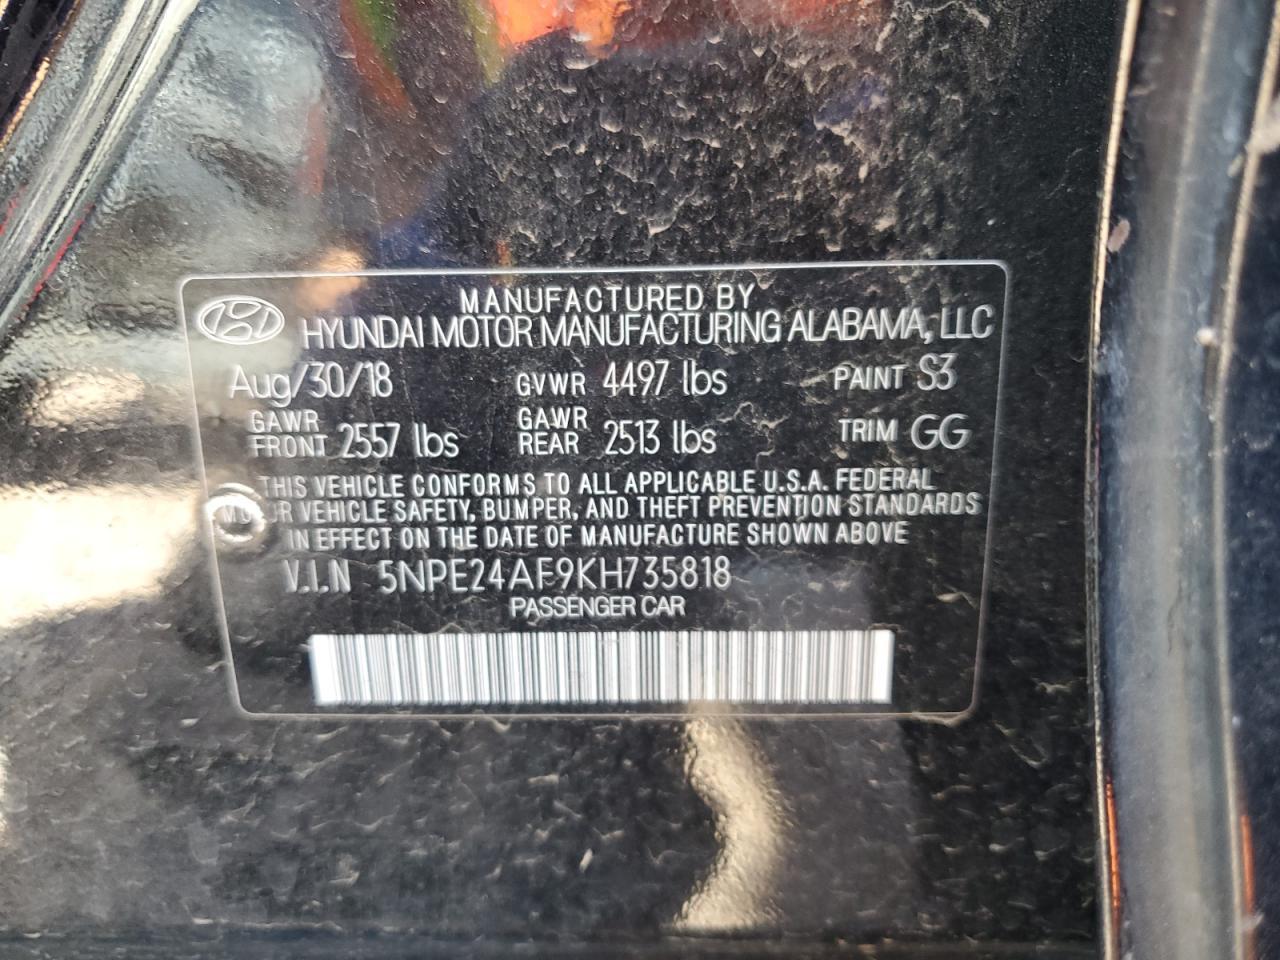 MANUFACTURED BY
HYUNDAI MOTOR MANUFACTURING ALABAMA, LLC
Aug/30/18 GVWR 4497 lbs PAINT S3
GAWR FRONT 2557 lbs GAWR REAR 2513 lbs TRIM GG
THIS VEHICLE CONFORMS TO ALL APPLICABLE U.S.A. FEDERAL
MOTOR VEHICLE SAFETY, BUMPER, AND THEFT PREVENTION STANDARDS
IN EFFECT ON THE DATE OF MANUFACTURE SHOWN ABOVE
V.I.N 5NPE24AF9KH735818
PASSENGER CAR